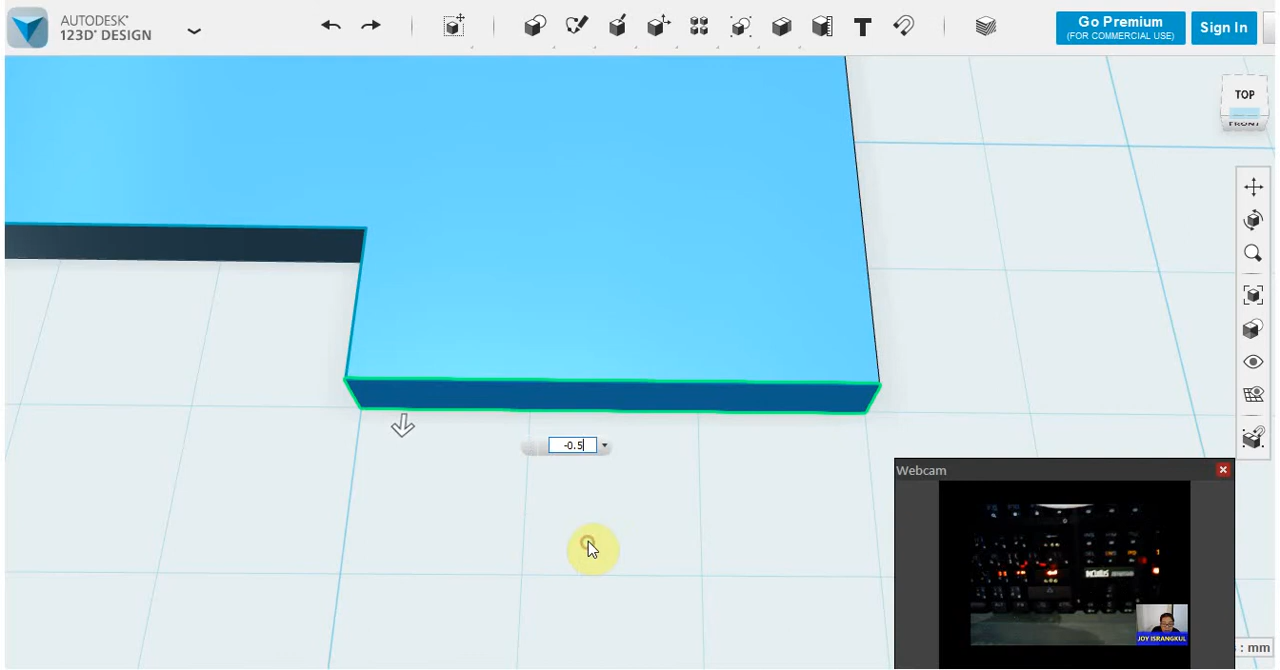 AUTODESK®
123D® DESIGN
Go Premium
(FOR COMMERCIAL USE)
Sign In
TOP
FRONT
-0.5
Webcam
JOY ISRANGKUL
: mm